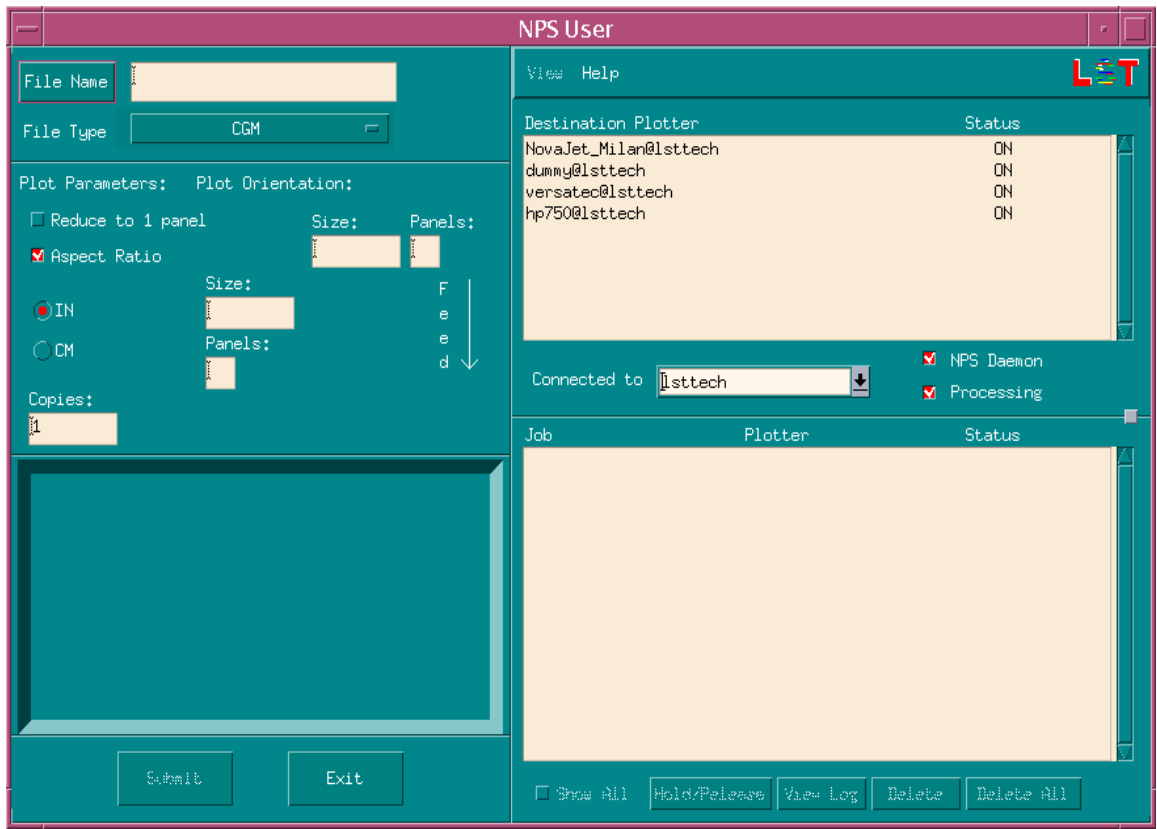 NPS User
File Name
File Type CGM
Plot Parameters: Plot Orientation:
Reduce to 1 panel
Aspect Ratio
Size: Panels:
IN
CM
Size:
Panels:
Feed
Copies:
1
Submit Exit
View Help
LST
Destination Plotter Status
NovaJet_Milan@lsttech ON
dummy@lsttech ON
versatec@lsttech ON
hp750@lsttech ON
Connected to lsttech
NPS Daemon
Processing
Job Plotter Status
Show All Hold/Release View Log Delete Delete All